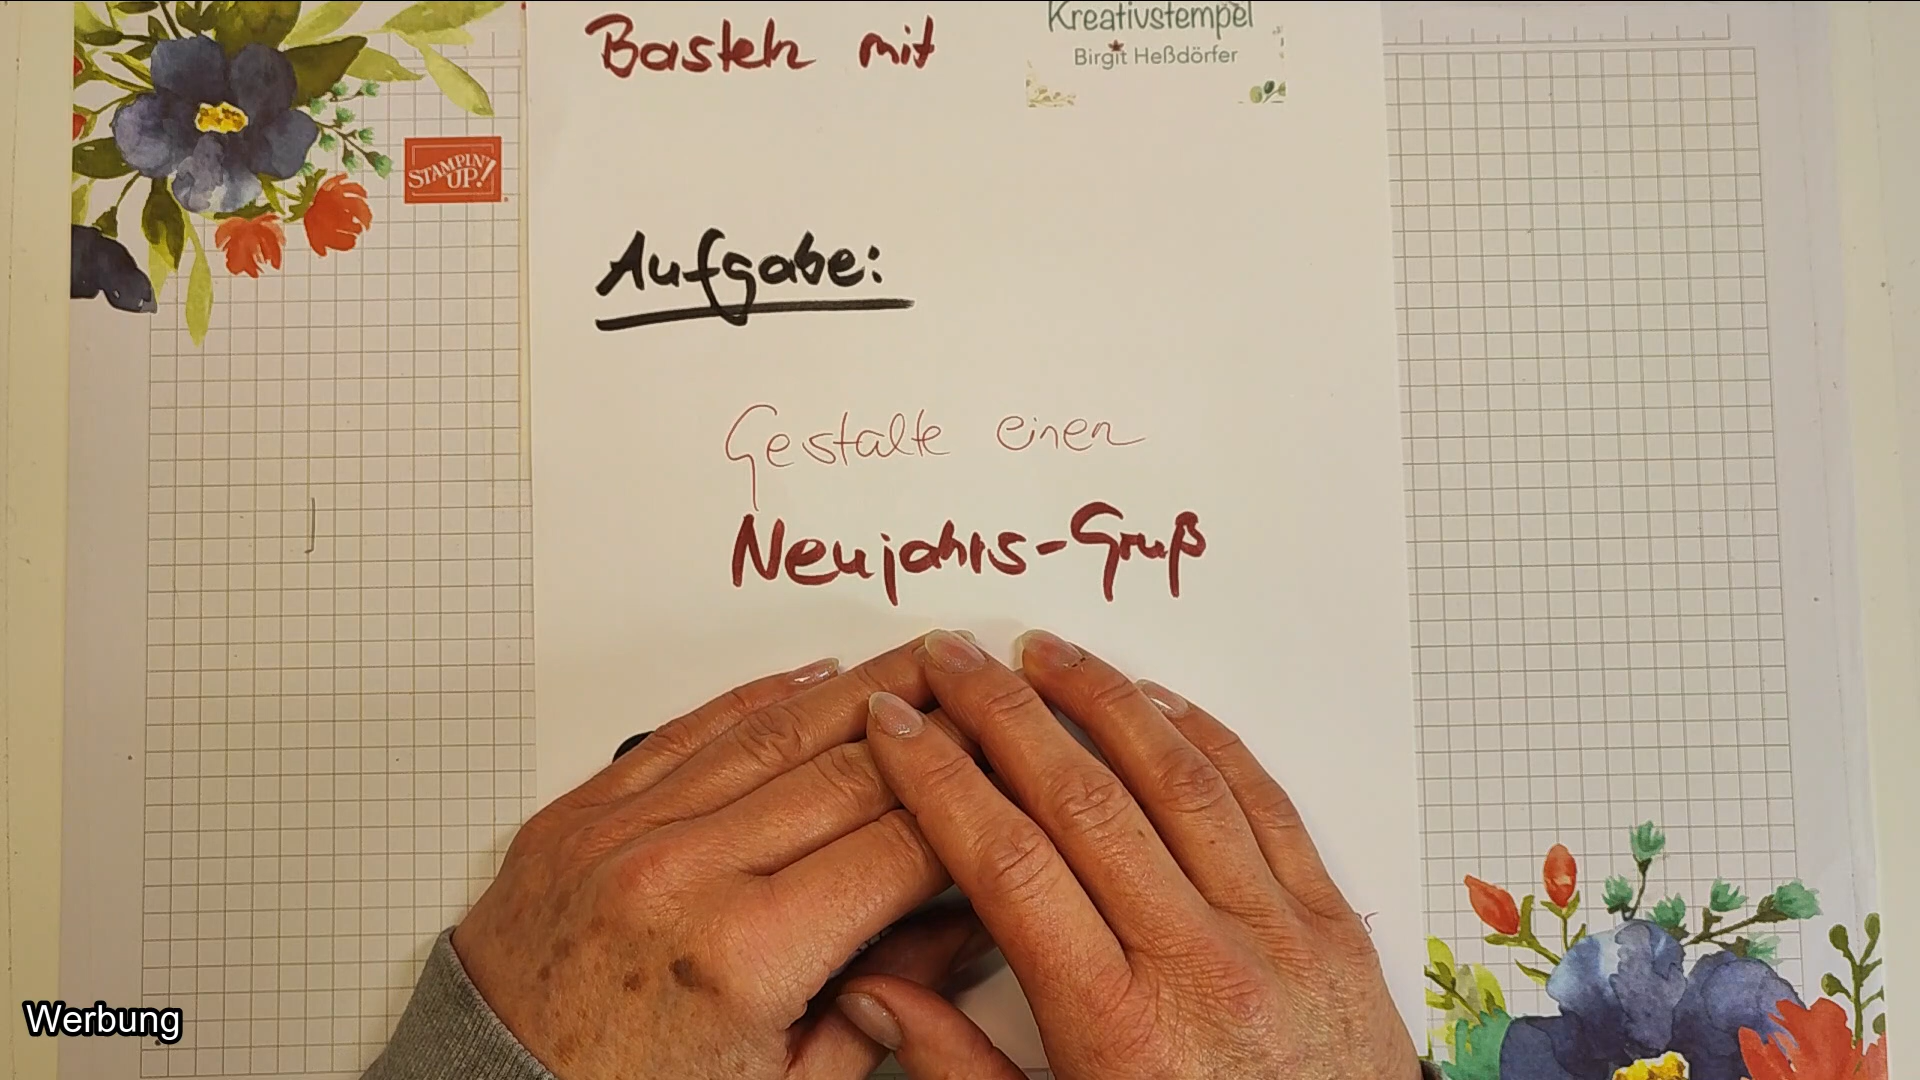 Basteln mit
Kreativstempel
Birgit Heßdörfer
STAMPIN'
UP!
Aufgabe:
Gestalte einen
Neujahrs-Gruß
Werbung